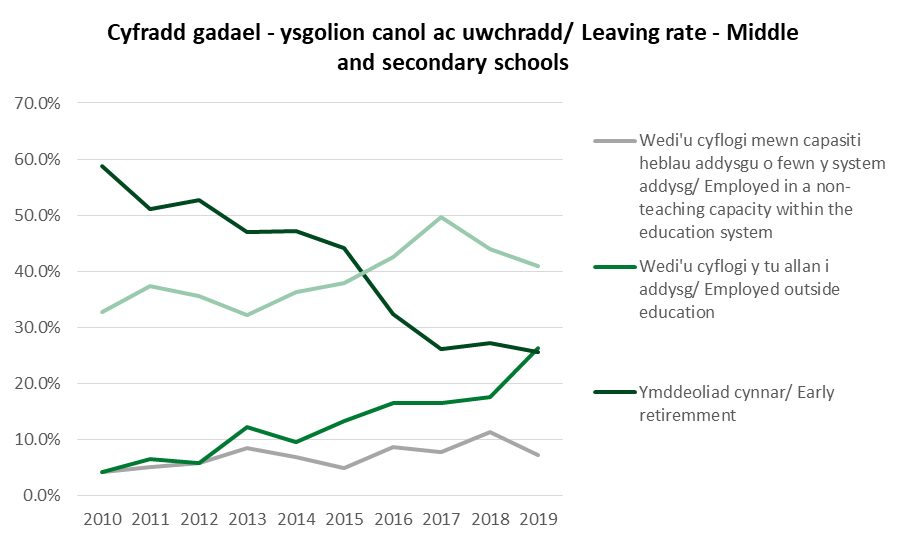 Cyfradd gadael - ysgolion canol ac uwchradd/ Leaving rate - Middle
and secondary schools
70.0%
60.0%
50.0%
40.0%
30.0%
20.0%
10.0%
0.0%
2010 2011 2012 2013 2014 2015 2016 2017 2018 2019
Wedi'u cyflogi mewn capasiti
heblau addysgu o fewn y system
addysg/ Employed in a non-
teaching capacity within the
education system
Wedi'u cyflogi y tu allan i
addysg/ Employed outside
education
Ymddeoliad cynnar/ Early
retiremment